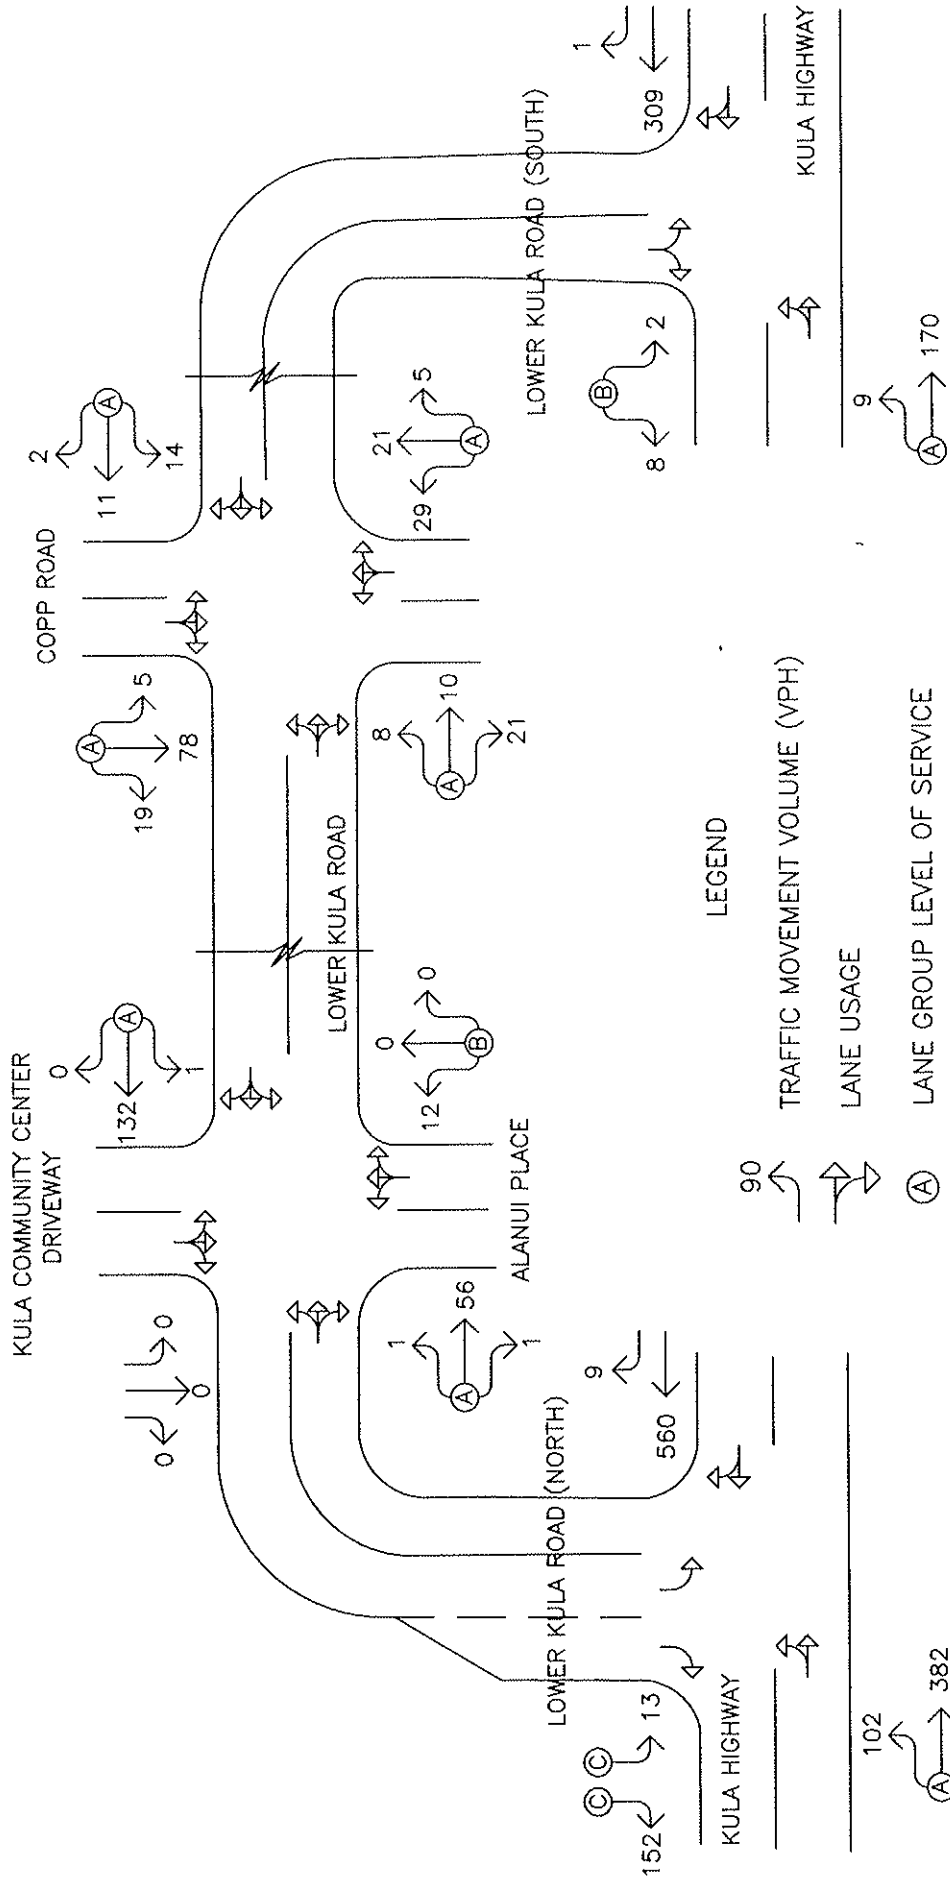 KULA COMMUNITY CENTER
DRIVEWAY
COPP ROAD
0
132
1
2
11
14
0
0
0
19
78
5
LOWER KULA ROAD
1
56
1
12
0
0
8
10
21
29
21
5
ALANUI PLACE
LOWER KULA ROAD (NORTH)
LOWER KULA ROAD (SOUTH)
152
13
9
560
8
2
1
309
KULA HIGHWAY
KULA HIGHWAY
102
382
9
170
A
A
A
A
B
A
A
C
C
B
A
A
LEGEND
90
TRAFFIC MOVEMENT VOLUME (VPH)
LANE USAGE
A
LANE GROUP LEVEL OF SERVICE